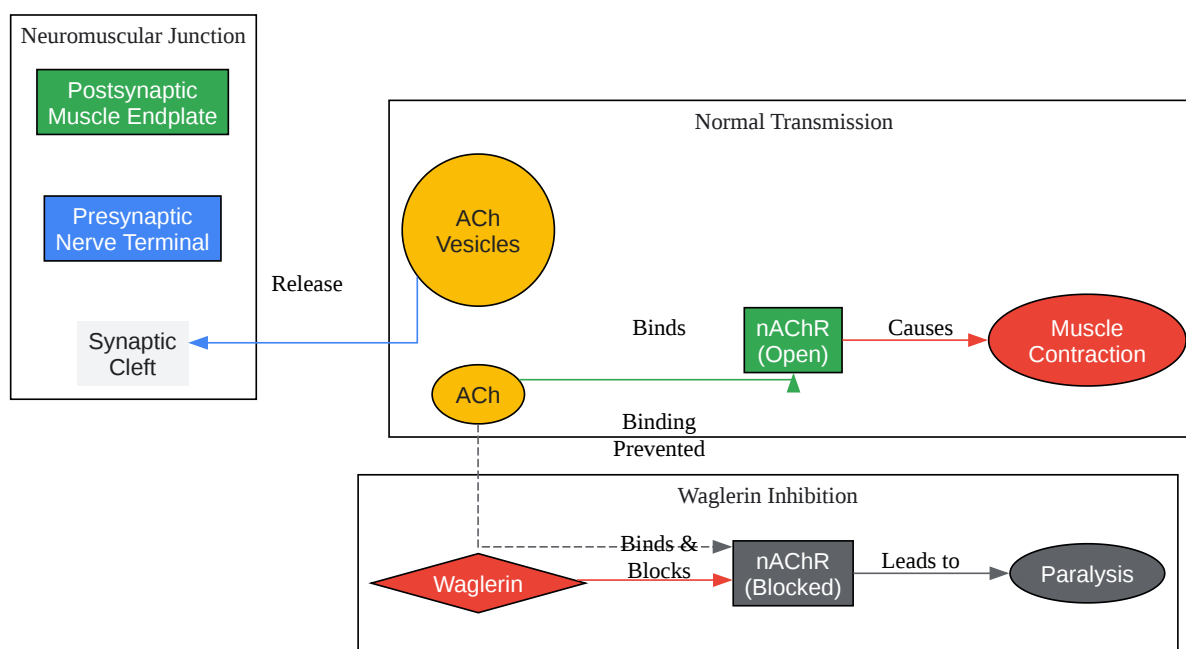 Neuromuscular Junction
Postsynaptic
Muscle Endplate
Presynaptic
Nerve Terminal
Synaptic
Cleft
Release
Normal Transmission
ACh
Vesicles
ACh
Binds
nAChR
(Open)
Causes
Muscle
Contraction
Binding
Prevented
Waglerin Inhibition
Waglerin
Binds &
Blocks
nAChR
(Blocked)
Leads to
Paralysis